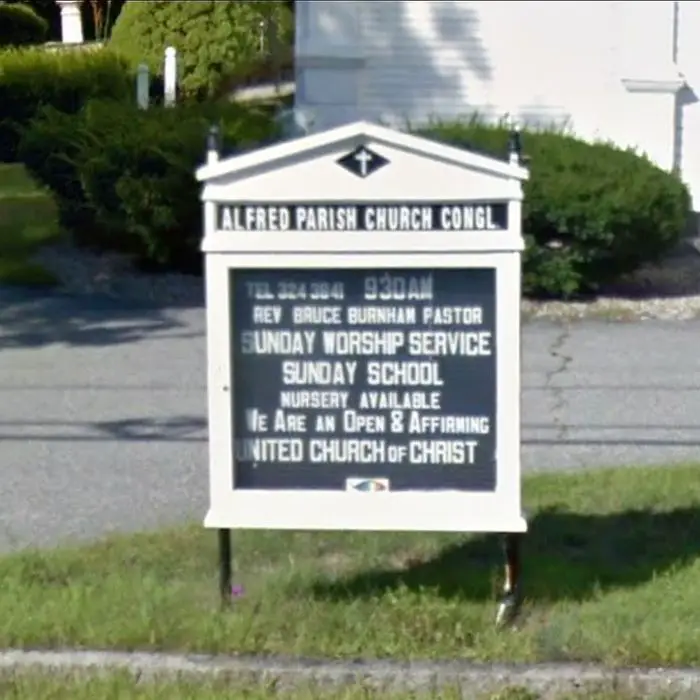 ALFRED PARISH CHURCH CONGL.
TEL 324 3841 930AM
REV BRUCE BURNHAM PASTOR
SUNDAY WORSHIP SERVICE
SUNDAY SCHOOL
NURSERY AVAILABLE
WE ARE AN OPEN & AFFIRMING
UNITED CHURCH OF CHRIST